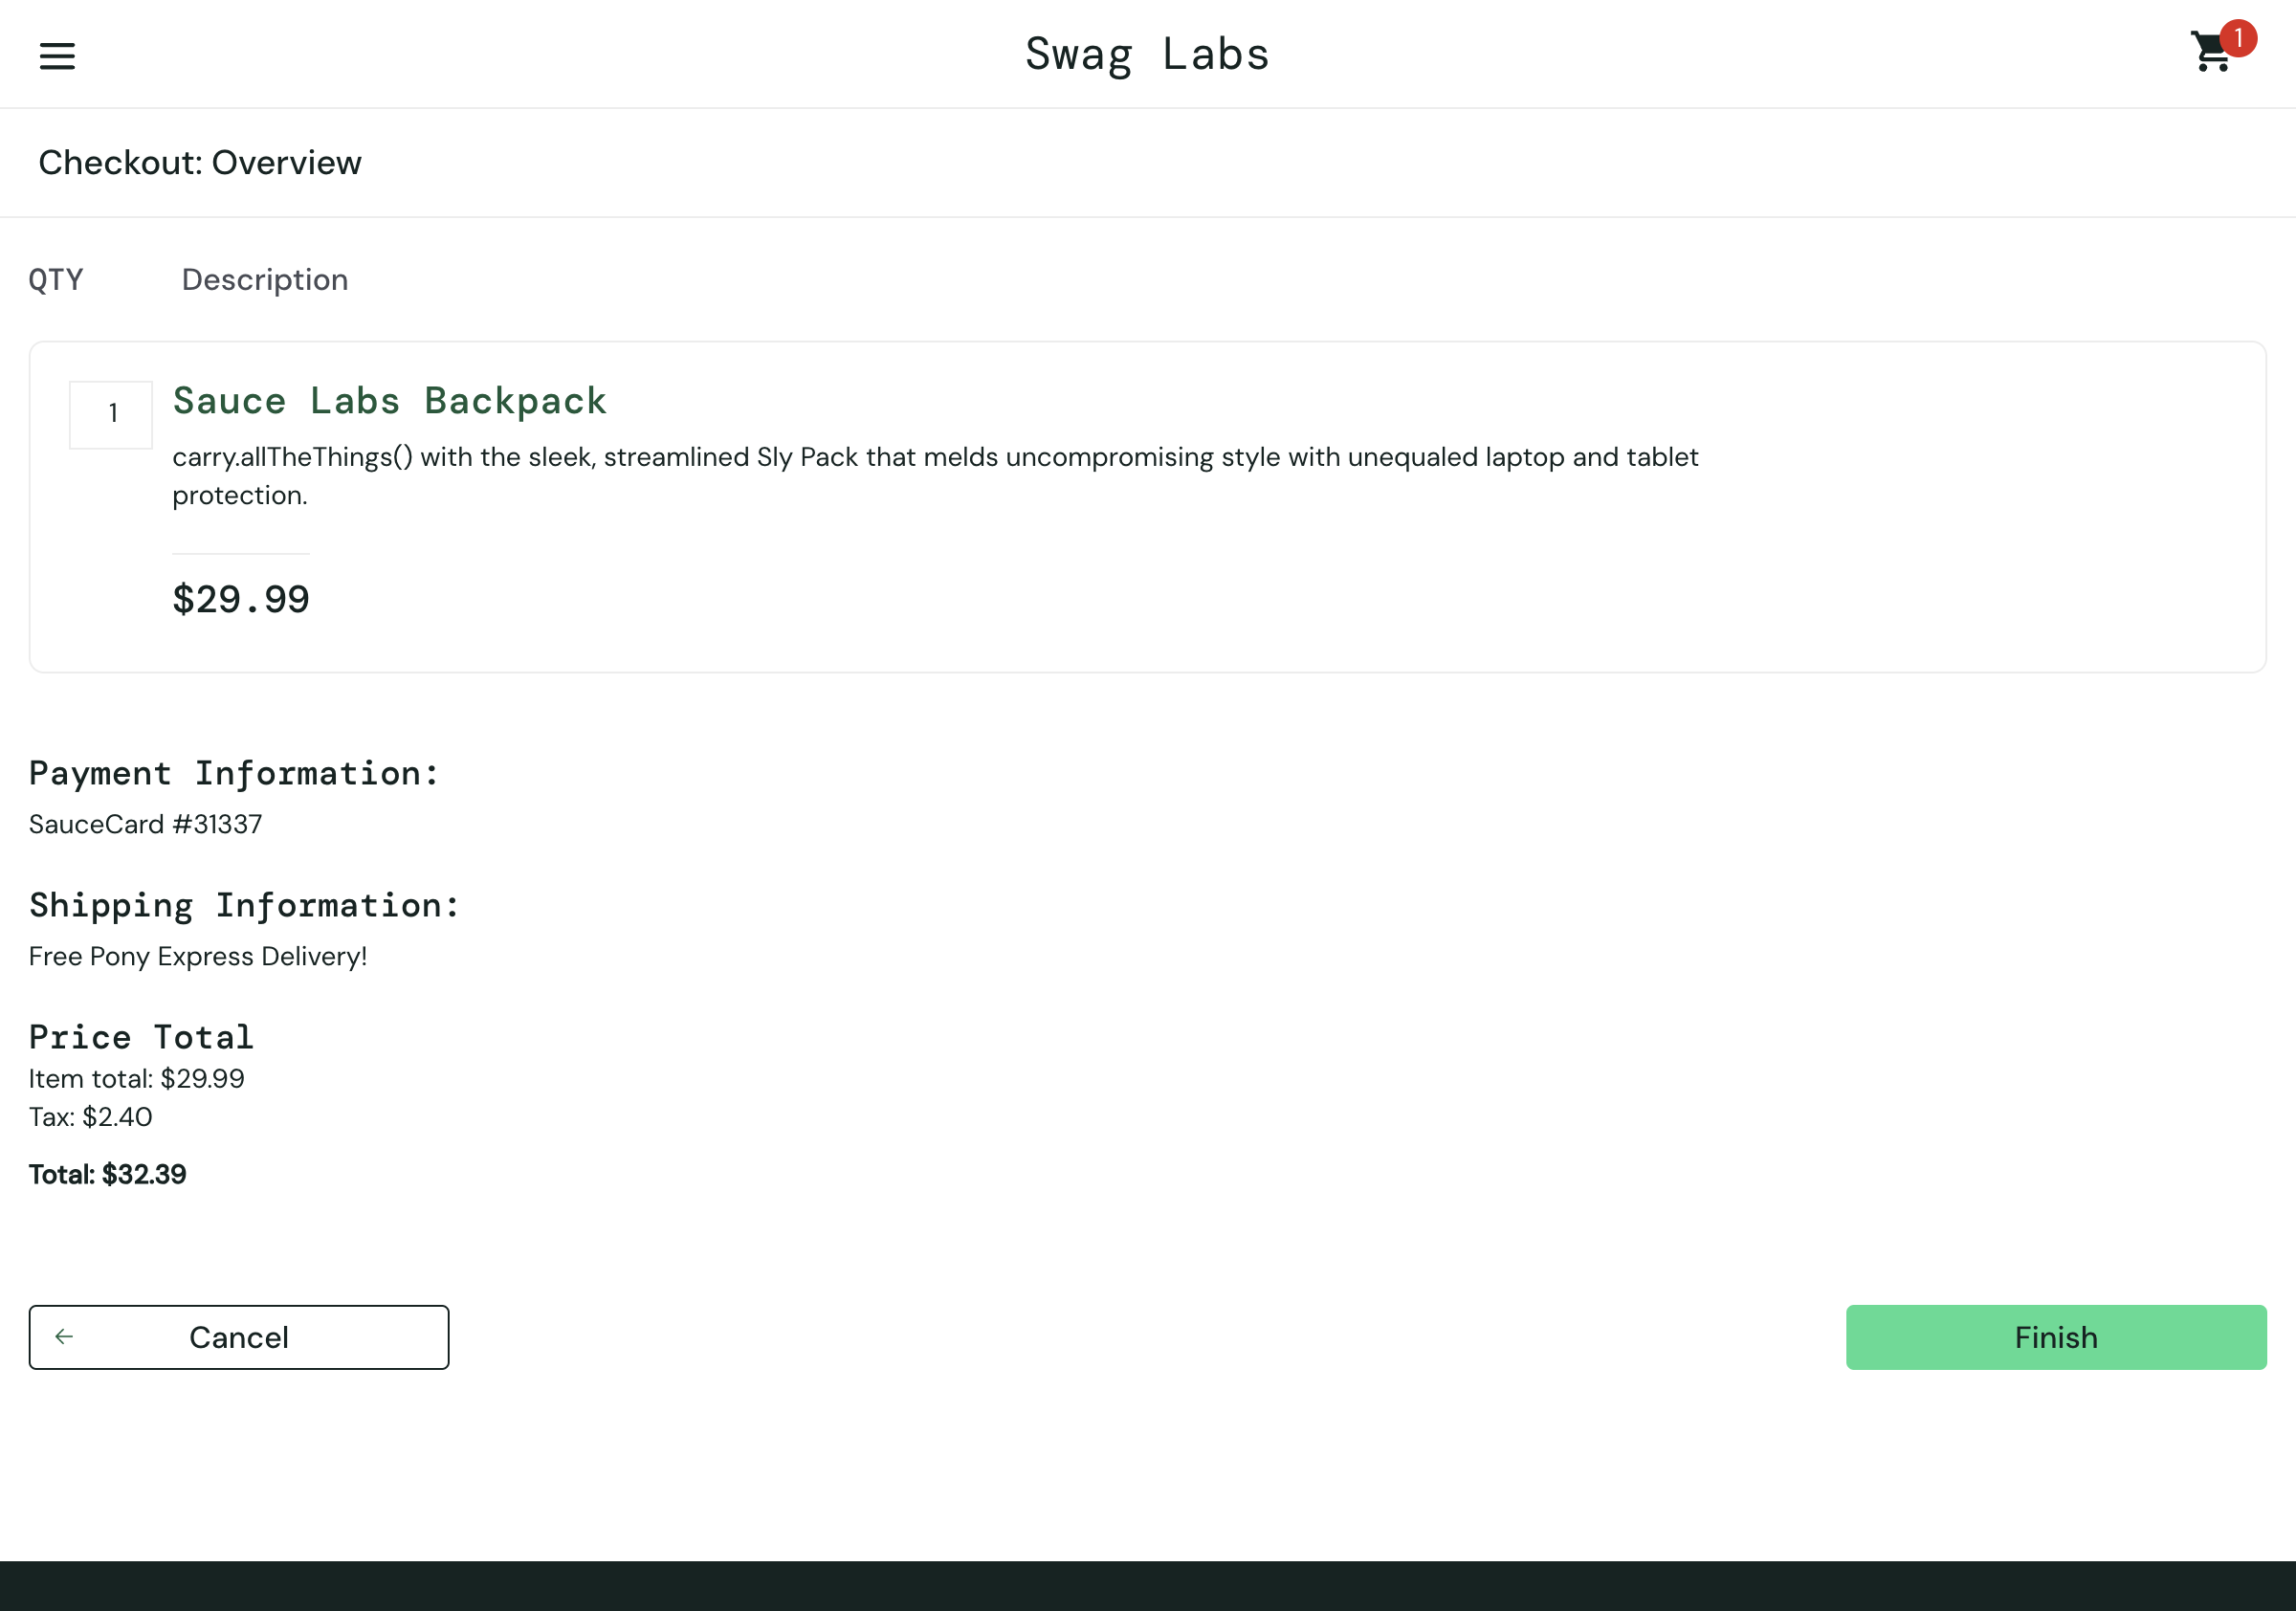 Swag Labs
1
Checkout: Overview
QTY Description
1
Sauce Labs Backpack
carry.allTheThings() with the sleek, streamlined Sly Pack that melds uncompromising style with unequaled laptop and tablet
protection.
$29.99
Payment Information:
SauceCard #31337
Shipping Information:
Free Pony Express Delivery!
Price Total
Item total: $29.99
Tax: $2.40
Total: $32.39
Cancel
Finish